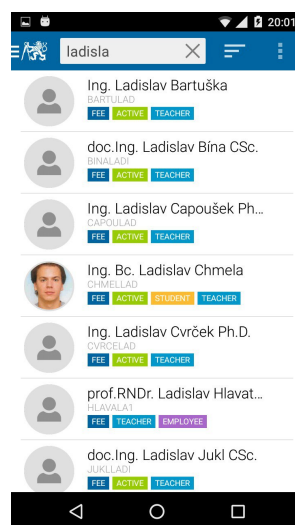 20:01
ladisla
Ing. Ladislav Bartuška
BARTULAD
FEE ACTIVE TEACHER
doc.Ing. Ladislav Bína CSc.
BINALADI
FEE ACTIVE TEACHER
Ing. Ladislav Capoušek Ph...
CAPOULAD
FEE ACTIVE TEACHER
Ing. Bc. Ladislav Chmela
CHMELLAD
FEE ACTIVE STUDENT TEACHER
Ing. Ladislav Cvrček Ph.D.
CVRCELAD
FEE ACTIVE TEACHER
prof.RNDr. Ladislav Hlavat...
HLAVALA1
FEE TEACHER EMPLOYEE
doc.Ing. Ladislav Jukl CSc.
JUKLLADI
FEE ACTIVE TEACHER